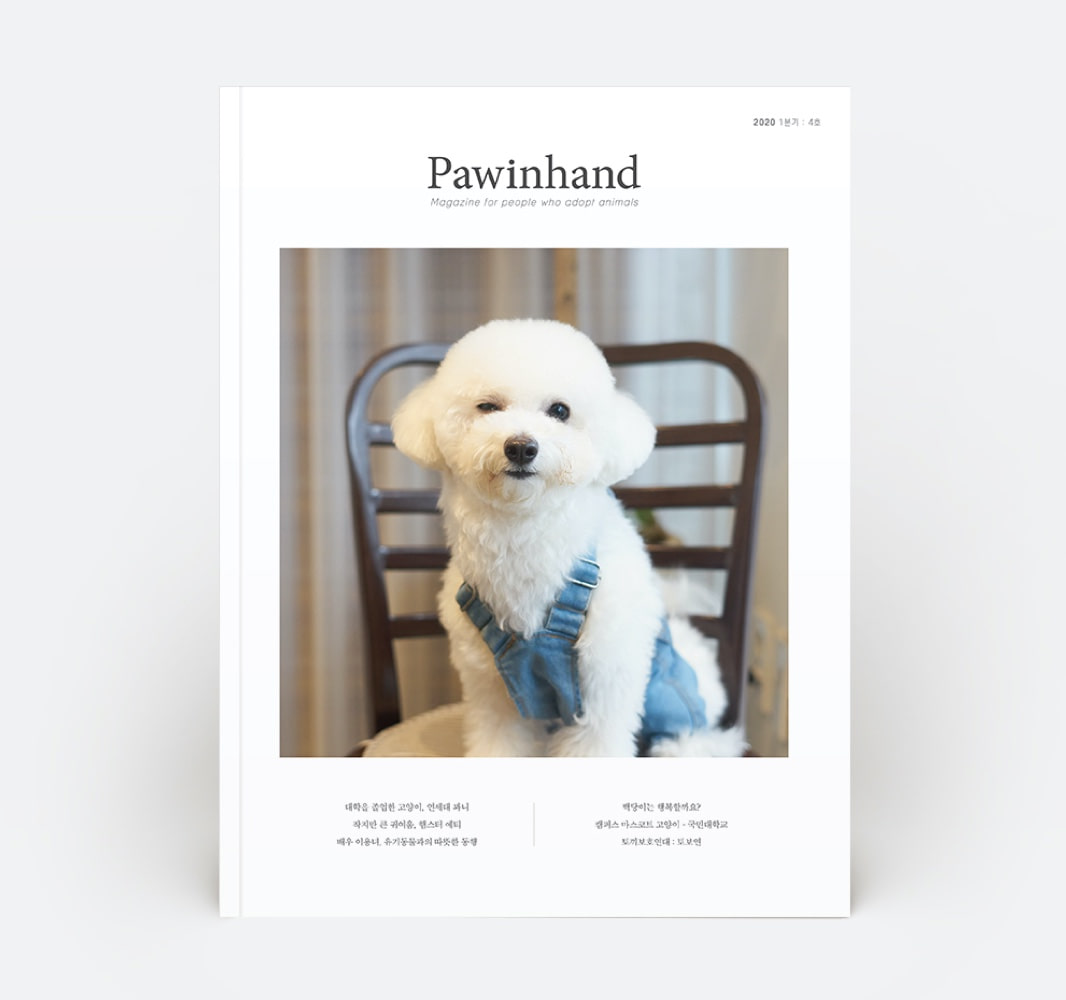 2020 1분기 : 4호
Pawinhand
Magazine for people who adopt animals
대학을 졸업한 고양이, 연세대 파니
작지만 큰 귀여움, 햄스터 에티
배우 이용녀, 유기동물과의 따뜻한 동행
백당이는 행복할까요?
캠퍼스 마스코트 고양이 - 국민대학교
토끼보호연대 : 토보연